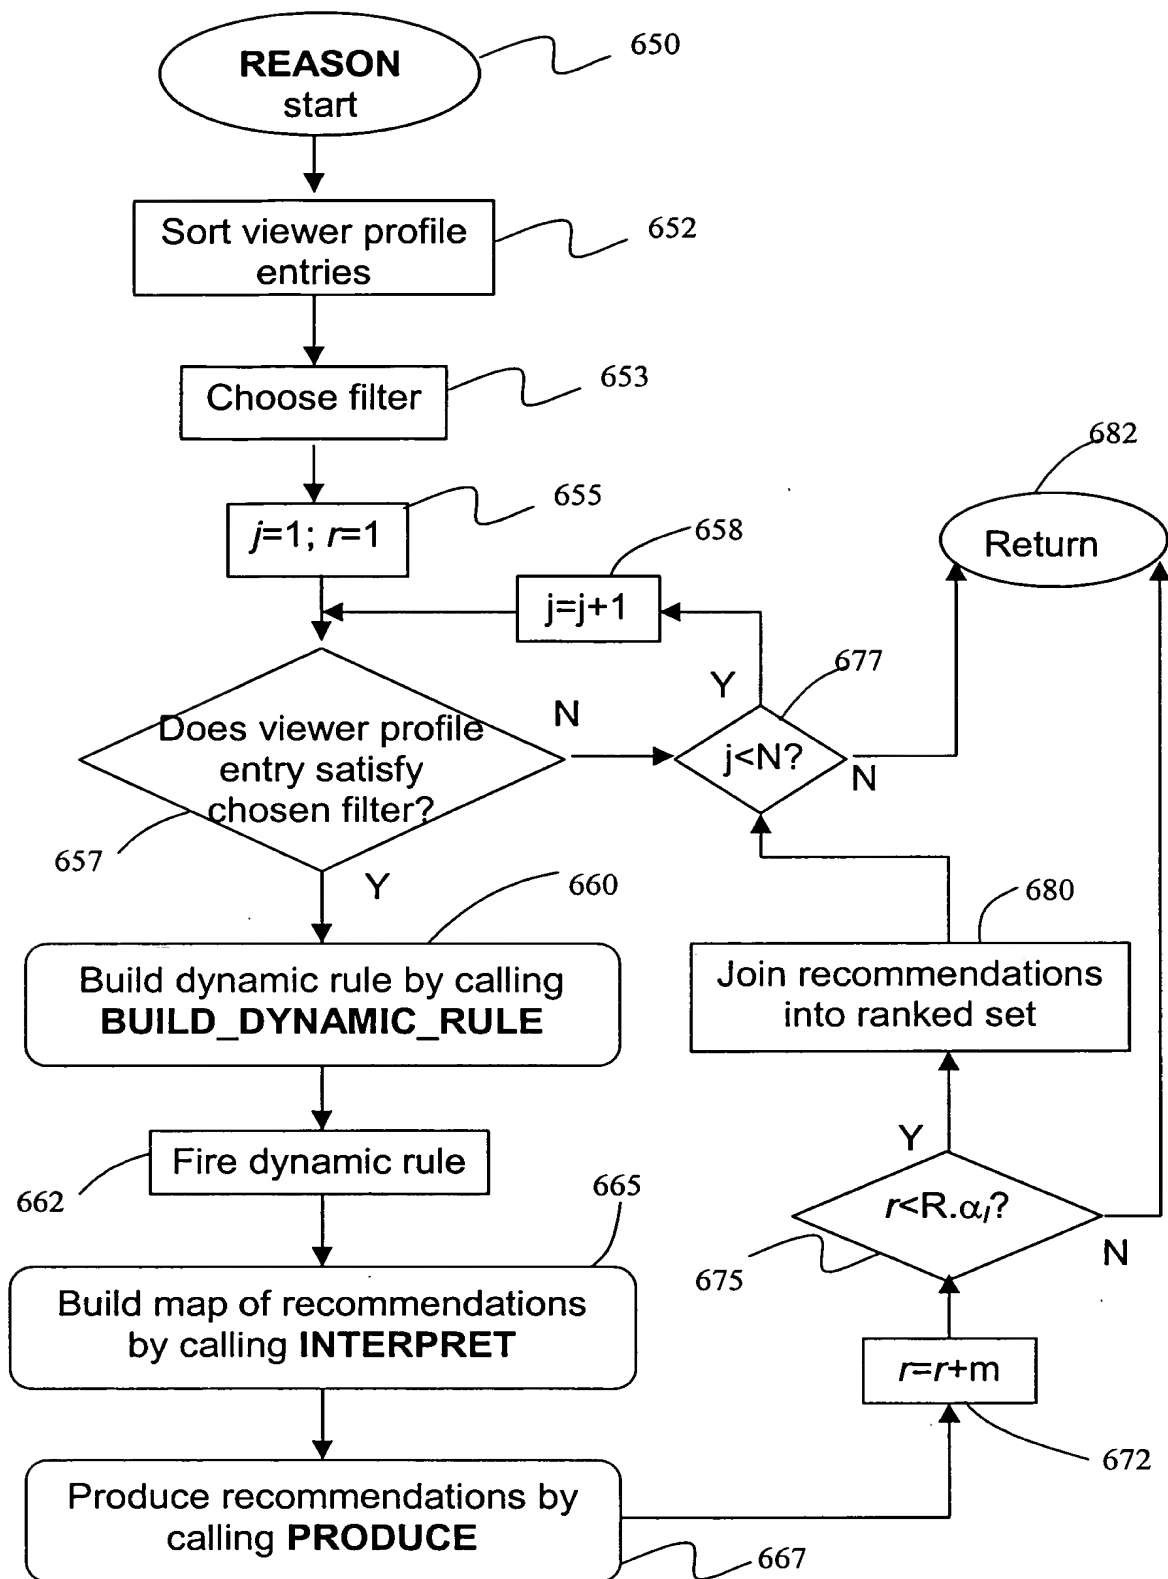 REASON
start
650
Sort viewer profile
entries
652
Choose filter
653
j=1; r=1
655
j=j+1
658
Return
682
Does viewer profile
entry satisfy
chosen filter?
657
N
Y
j<N?
677
Y
N
Build dynamic rule by calling
BUILD_DYNAMIC_RULE
660
Fire dynamic rule
662
Build map of recommendations
by calling INTERPRET
665
Produce recommendations by
calling PRODUCE
667
r=r+m
672
r<R.αᵢ?
675
Y
N
Join recommendations
into ranked set
680